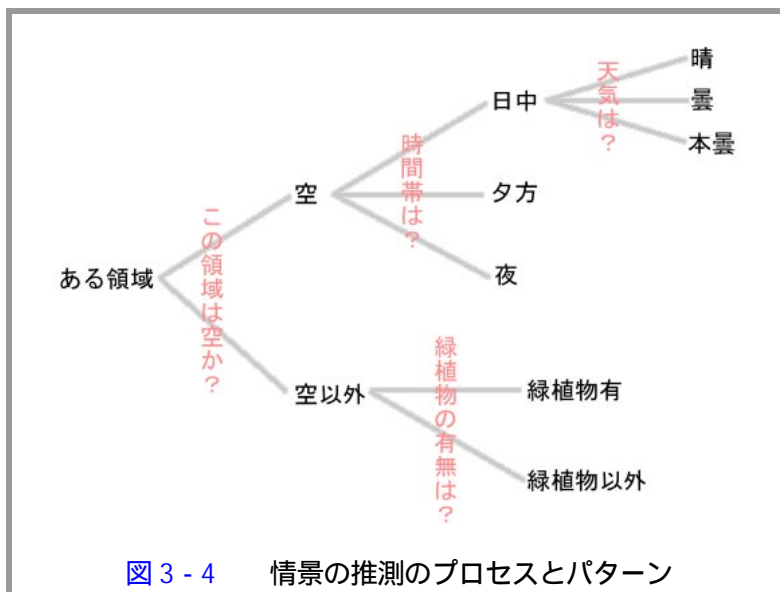 ある領域
この領域は空か？
空
空以外
時間帯は？
日中
夕方
夜
天気は？
晴
曇
本曇
緑植物の有無は？
緑植物有
緑植物以外
図3-4 情景の推測のプロセスとパターン